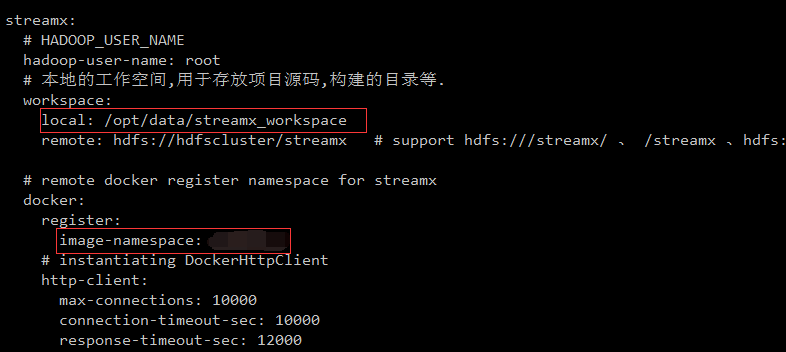 streamx:
# HADOOP_USER_NAME
hadoop-user-name: root
# 本地的工作空间,用于存放项目源码,构建的目录等.
workspace:
local: /opt/data/streamx_workspace
remote: hdfs://hdfscluster/streamx # support hdfs:///streamx/ 、 /streamx 、hdfs:
# remote docker register namespace for streamx
docker:
register:
image-namespace:
# instantiating DockerHttpClient
http-client:
max-connections: 10000
connection-timeout-sec: 10000
response-timeout-sec: 12000